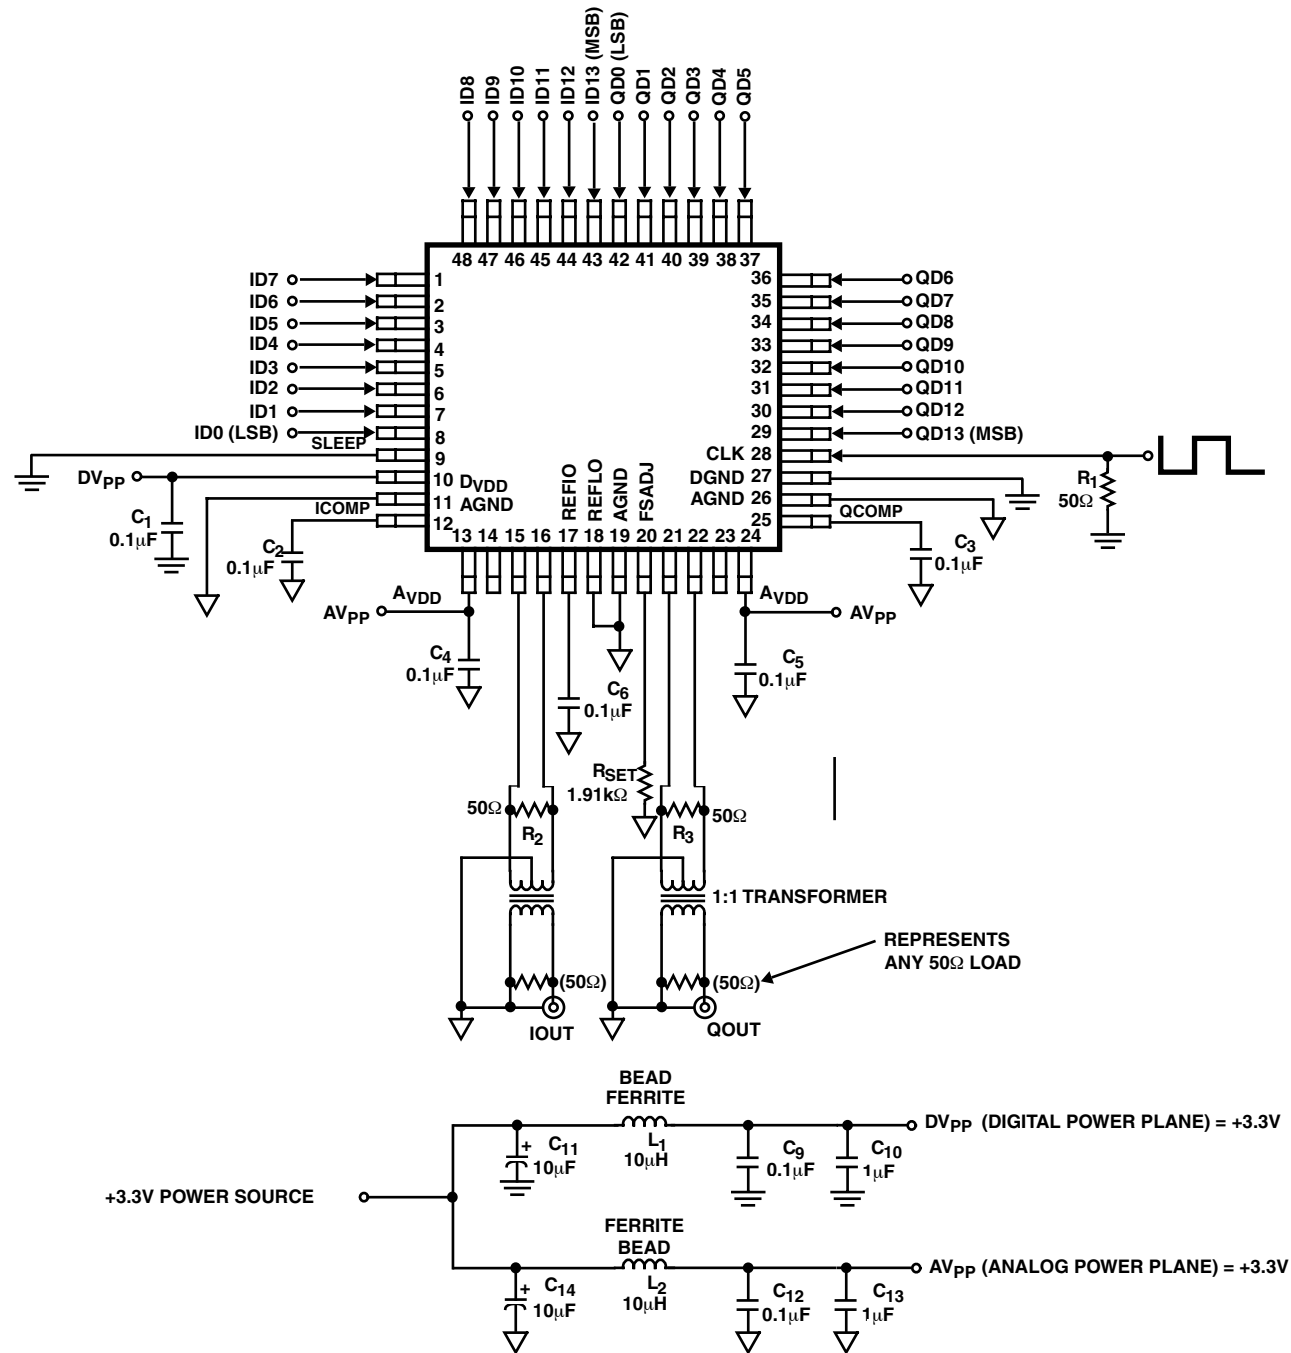 ID8
ID9
ID10
ID11
ID12
ID13 (MSB)
QD0 (LSB)
QD1
QD2
QD3
QD4
QD5
48 47 46 45 44 43 42 41 40 39 38 37
ID7
ID6
ID5
ID4
ID3
ID2
ID1
ID0 (LSB)
SLEEP
DVPP
ICOMP
1
2
3
4
5
6
7
8
9
10 DVDD
11 AGND
12
36
35
34
33
32
31
30
29
CLK 28
DGND 27
AGND 26
25
QD6
QD7
QD8
QD9
QD10
QD11
QD12
QD13 (MSB)
QCOMP
R1
50Ω
REFIO
REFLO
AGND
FSADJ
13 14 15 16 17 18 19 20 21 22 23 24
C1
0.1μF
C2
0.1μF
C3
0.1μF
AVDD
AVPP
C4
0.1μF
AVDD
AVPP
C5
0.1μF
C6
0.1μF
RSET
1.91kΩ
50Ω
R2
R3
50Ω
1:1 TRANSFORMER
REPRESENTS
ANY 50Ω LOAD
(50Ω)
(50Ω)
IOUT
QOUT
BEAD
FERRITE
+
C11
10μF
L1
10μH
C9
0.1μF
C10
1μF
DVPP (DIGITAL POWER PLANE) = +3.3V
+3.3V POWER SOURCE
FERRITE
BEAD
+
C14
10μF
L2
10μH
C12
0.1μF
C13
1μF
AVPP (ANALOG POWER PLANE) = +3.3V